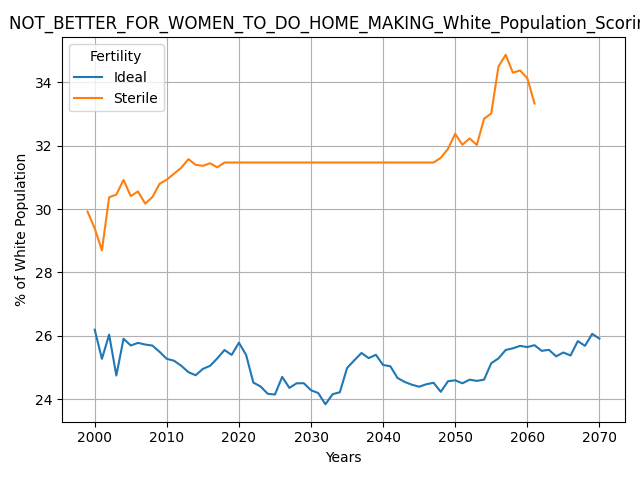 NOT_BETTER_FOR_WOMEN_TO_DO_HOME_MAKING_White_Population_Scorin
Fertility
Ideal
Sterile
% of White Population
34
32
30
28
26
24
2000 2010 2020 2030 2040 2050 2060 2070
Years